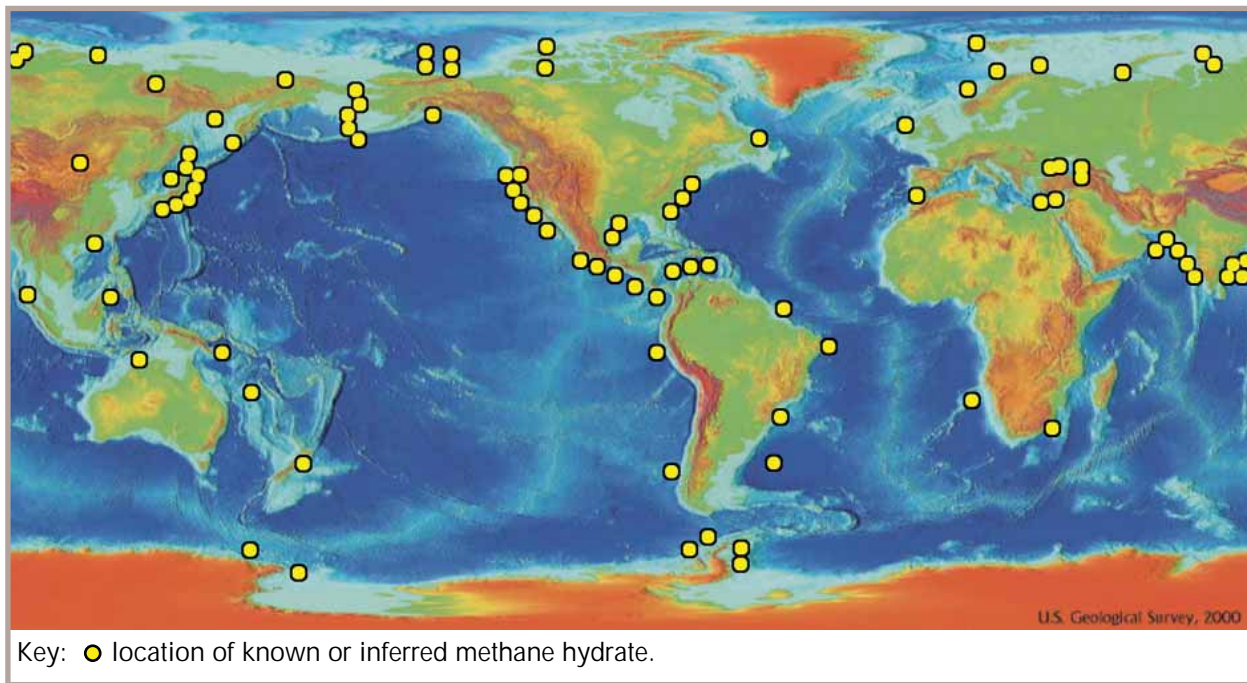 U.S. Geological Survey, 2000
Key: location of known or inferred methane hydrate.